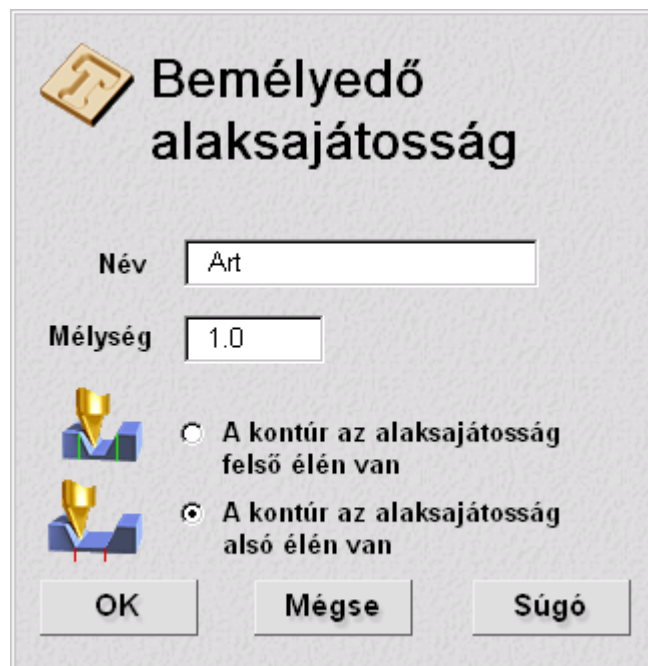 Bemélyedő
alaksajátosság
Név
Art
Mélység
1.0
A kontúr az alaksajátosság
felső élén van
A kontúr az alaksajátosság
alsó élén van
OK
Mégse
Súgó